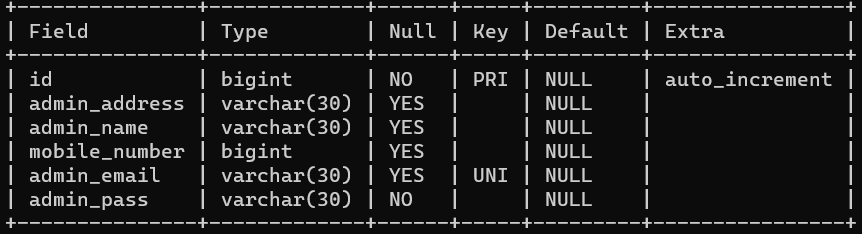 +---------------+-------------+------+-----+---------+----------------+
| Field         | Type        | Null | Key | Default | Extra          |
+---------------+-------------+------+-----+---------+----------------+
| id            | bigint      | NO   | PRI | NULL    | auto_increment |
| admin_address | varchar(30) | YES  |     | NULL    |                |
| admin_name    | varchar(30) | YES  |     | NULL    |                |
| mobile_number | bigint      | YES  |     | NULL    |                |
| admin_email   | varchar(30) | YES  | UNI | NULL    |                |
| admin_pass    | varchar(30) | NO   |     | NULL    |                |
+---------------+-------------+------+-----+---------+----------------+